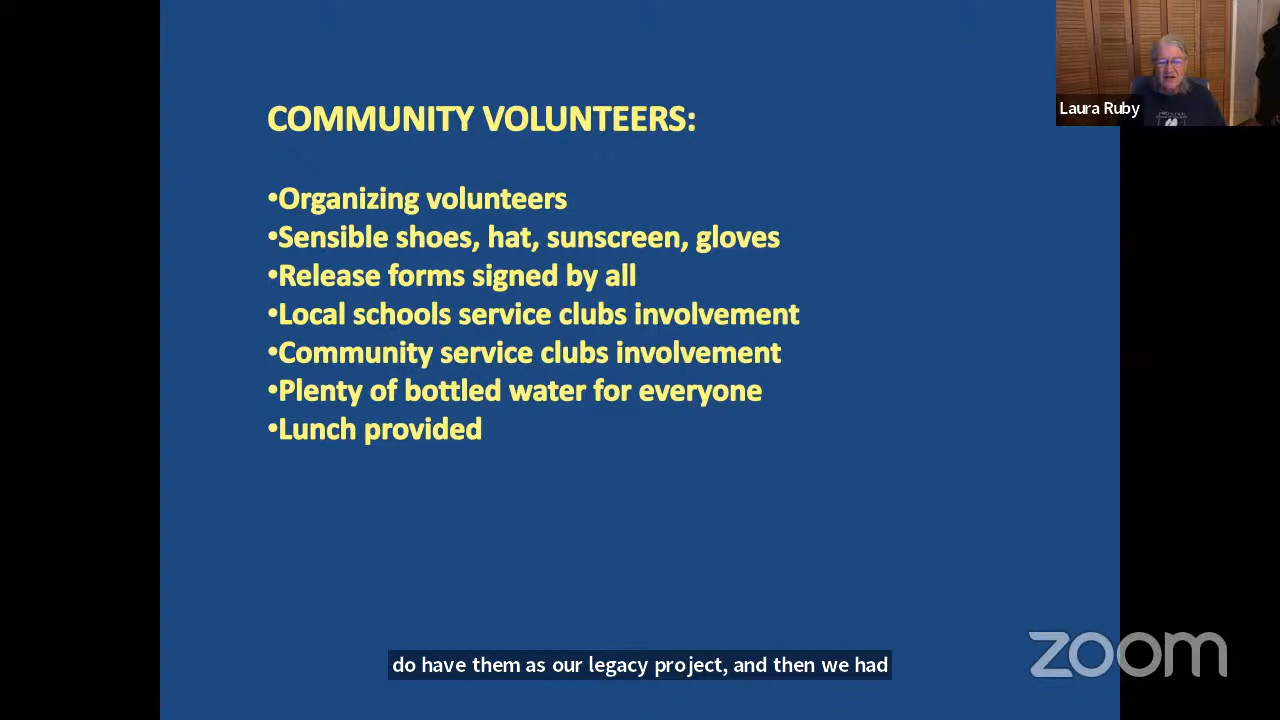 COMMUNITY VOLUNTEERS:
•Organizing volunteers
•Sensible shoes, hat, sunscreen, gloves
•Release forms signed by all
•Local schools service clubs involvement
•Community service clubs involvement
•Plenty of bottled water for everyone
•Lunch provided
Laura Ruby
do have them as our legacy project, and then we had
zoom